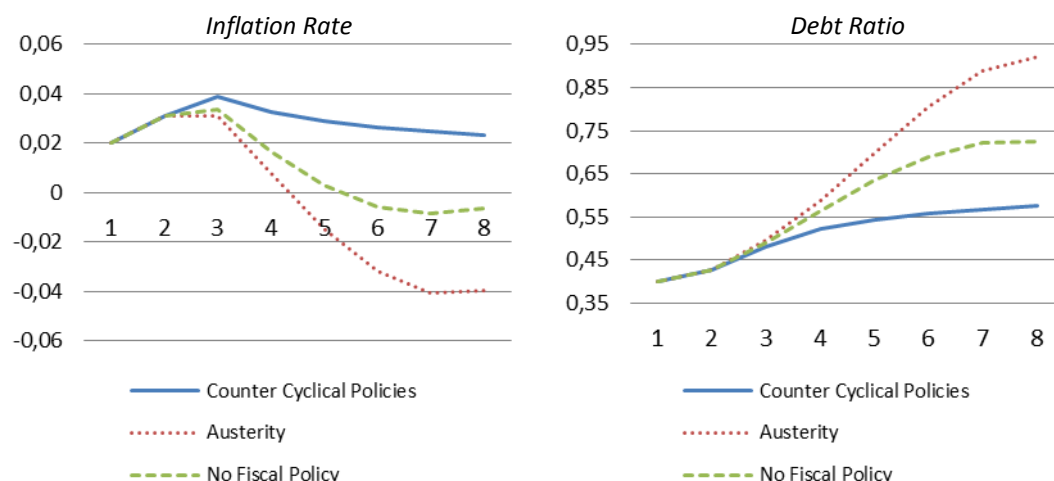 Inflation Rate
0,06
0,04
0,02
0
-0,02
-0,04
-0,06
1 2 3 4 5 6 7 8
Counter Cyclical Policies
Austerity
No Fiscal Policy
Debt Ratio
0,95
0,85
0,75
0,65
0,55
0,45
0,35
1 2 3 4 5 6 7 8
Counter Cyclical Policies
Austerity
No Fiscal Policy